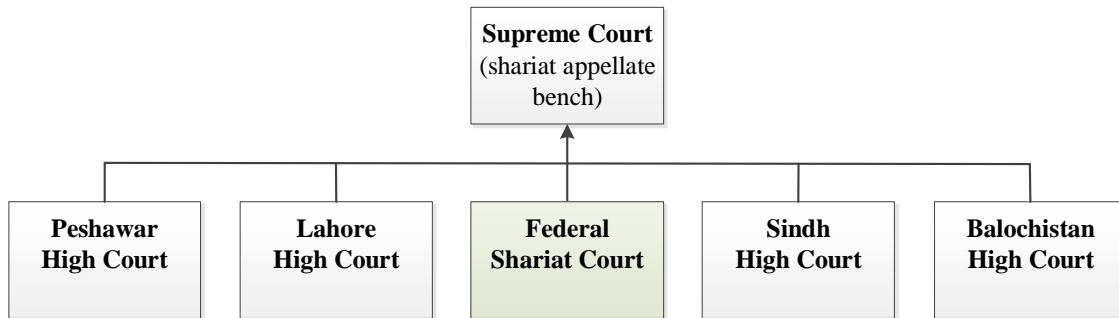 Supreme Court
(shariat appellate
bench)
Peshawar
High Court
Lahore
High Court
Federal
Shariat Court
Sindh
High Court
Balochistan
High Court